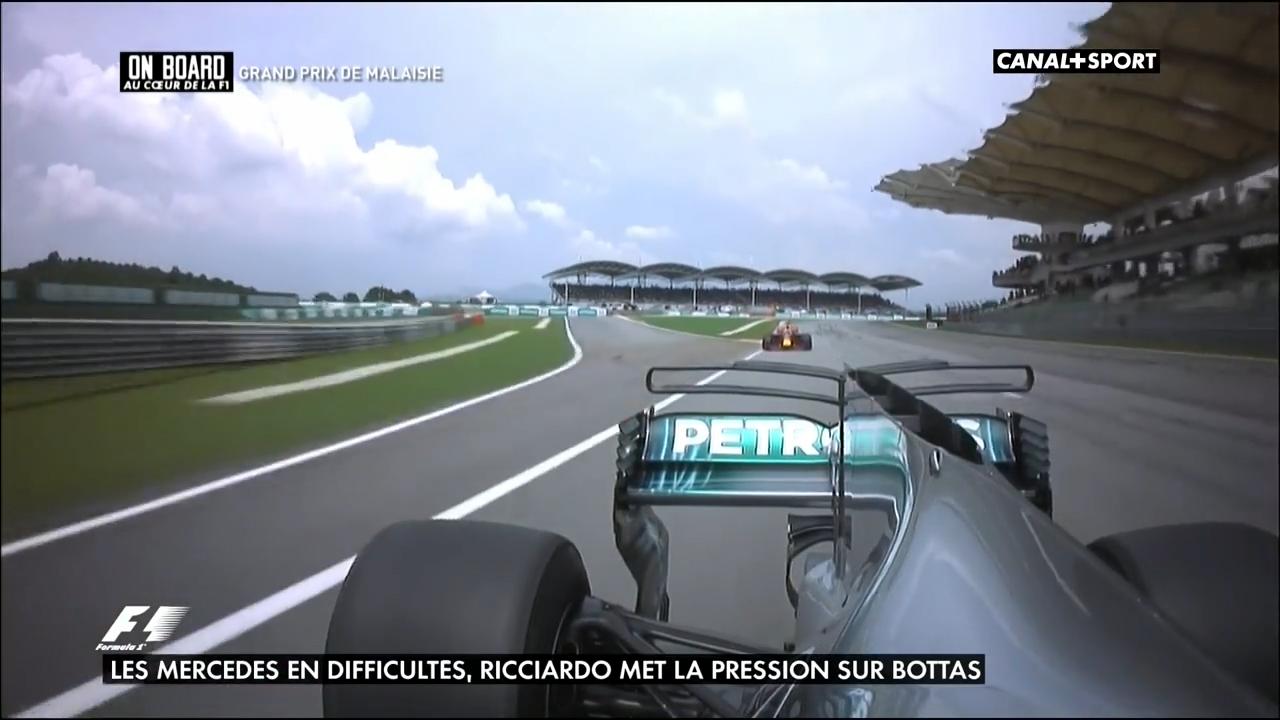 ON BOARD
AU CŒUR DE LA F1
GRAND PRIX DE MALAISIE
CANAL+SPORT
PETR
S
F1
Formula 1
LES MERCEDES EN DIFFICULTÉS, RICCIARDO MET LA PRESSION SUR BOTTAS